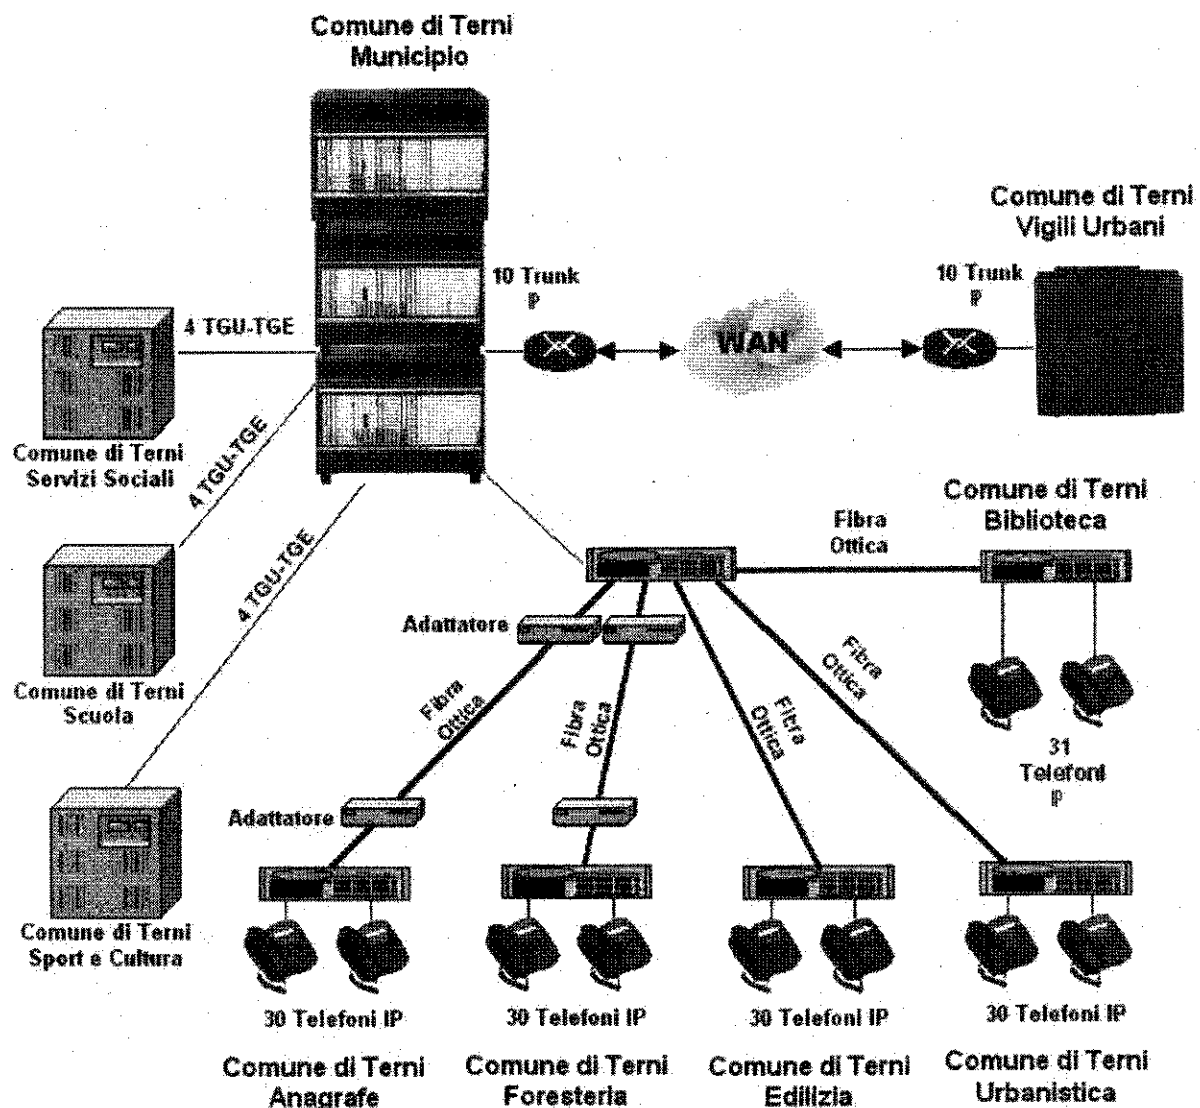 Comune di Terni
Municipio
Comune di Terni
Vigili Urbani
10 Trunk
IP
10 Trunk
IP
WAN
4 TGU-TGE
Comune di Terni
Servizi Sociali
4 TGU-TGE
Comune di Terni
Biblioteca
Fibra
Ottica
4 TGU-TGE
Adattatore
Comune di Terni
Scuola
Fibra
Ottica
Fibra
Ottica
Fibra
Ottica
Fibra
Ottica
31
Telefoni
IP
Adattatore
Comune di Terni
Sport e Cultura
30 Telefoni IP
30 Telefoni IP
30 Telefoni IP
30 Telefoni IP
Comune di Terni
Anagrafe
Comune di Terni
Foresteria
Comune di Terni
Edilizia
Comune di Terni
Urbanistica